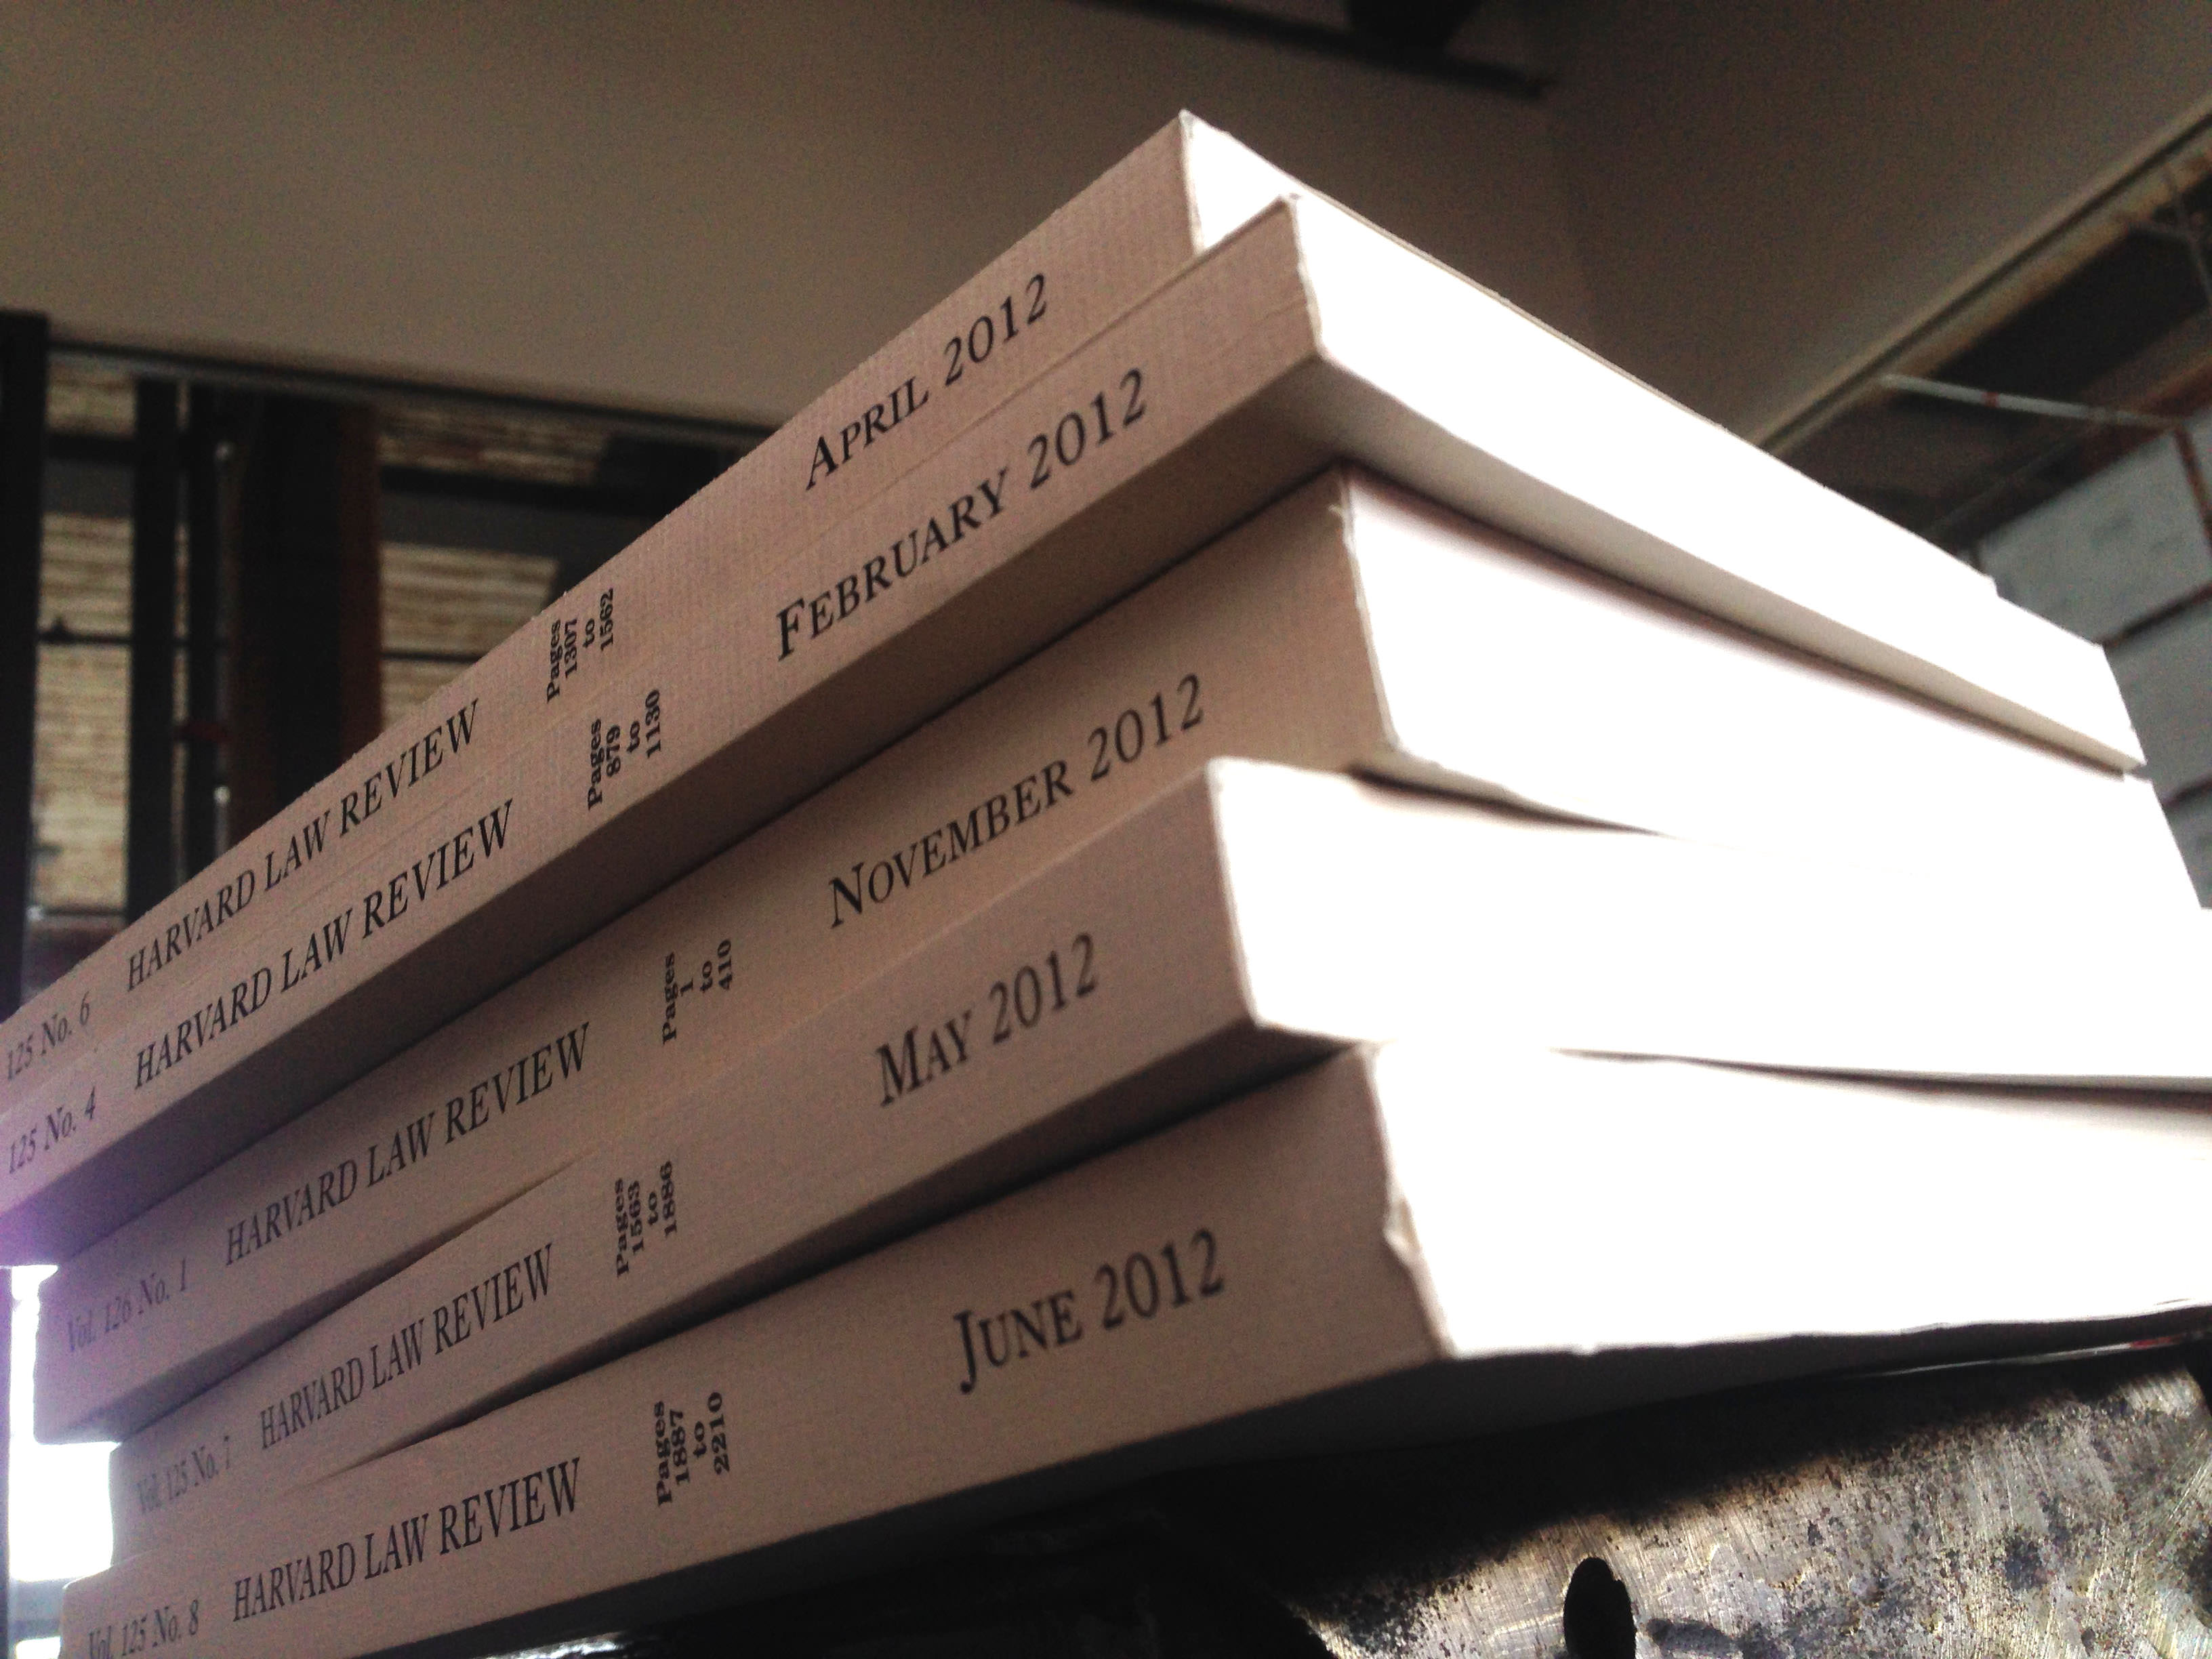 125 No. 6 HARVARD LAW REVIEW Pages 1307 to 1562 APRIL 2012
125 No. 4 HARVARD LAW REVIEW Pages 879 to 1130 FEBRUARY 2012
Vol. 126 No. 1 HARVARD LAW REVIEW Pages 1 to 410 NOVEMBER 2012
Vol. 125 No. 7 HARVARD LAW REVIEW Pages 1563 to 1886 MAY 2012
Vol. 125 No. 8 HARVARD LAW REVIEW Pages 1887 to 2210 JUNE 2012